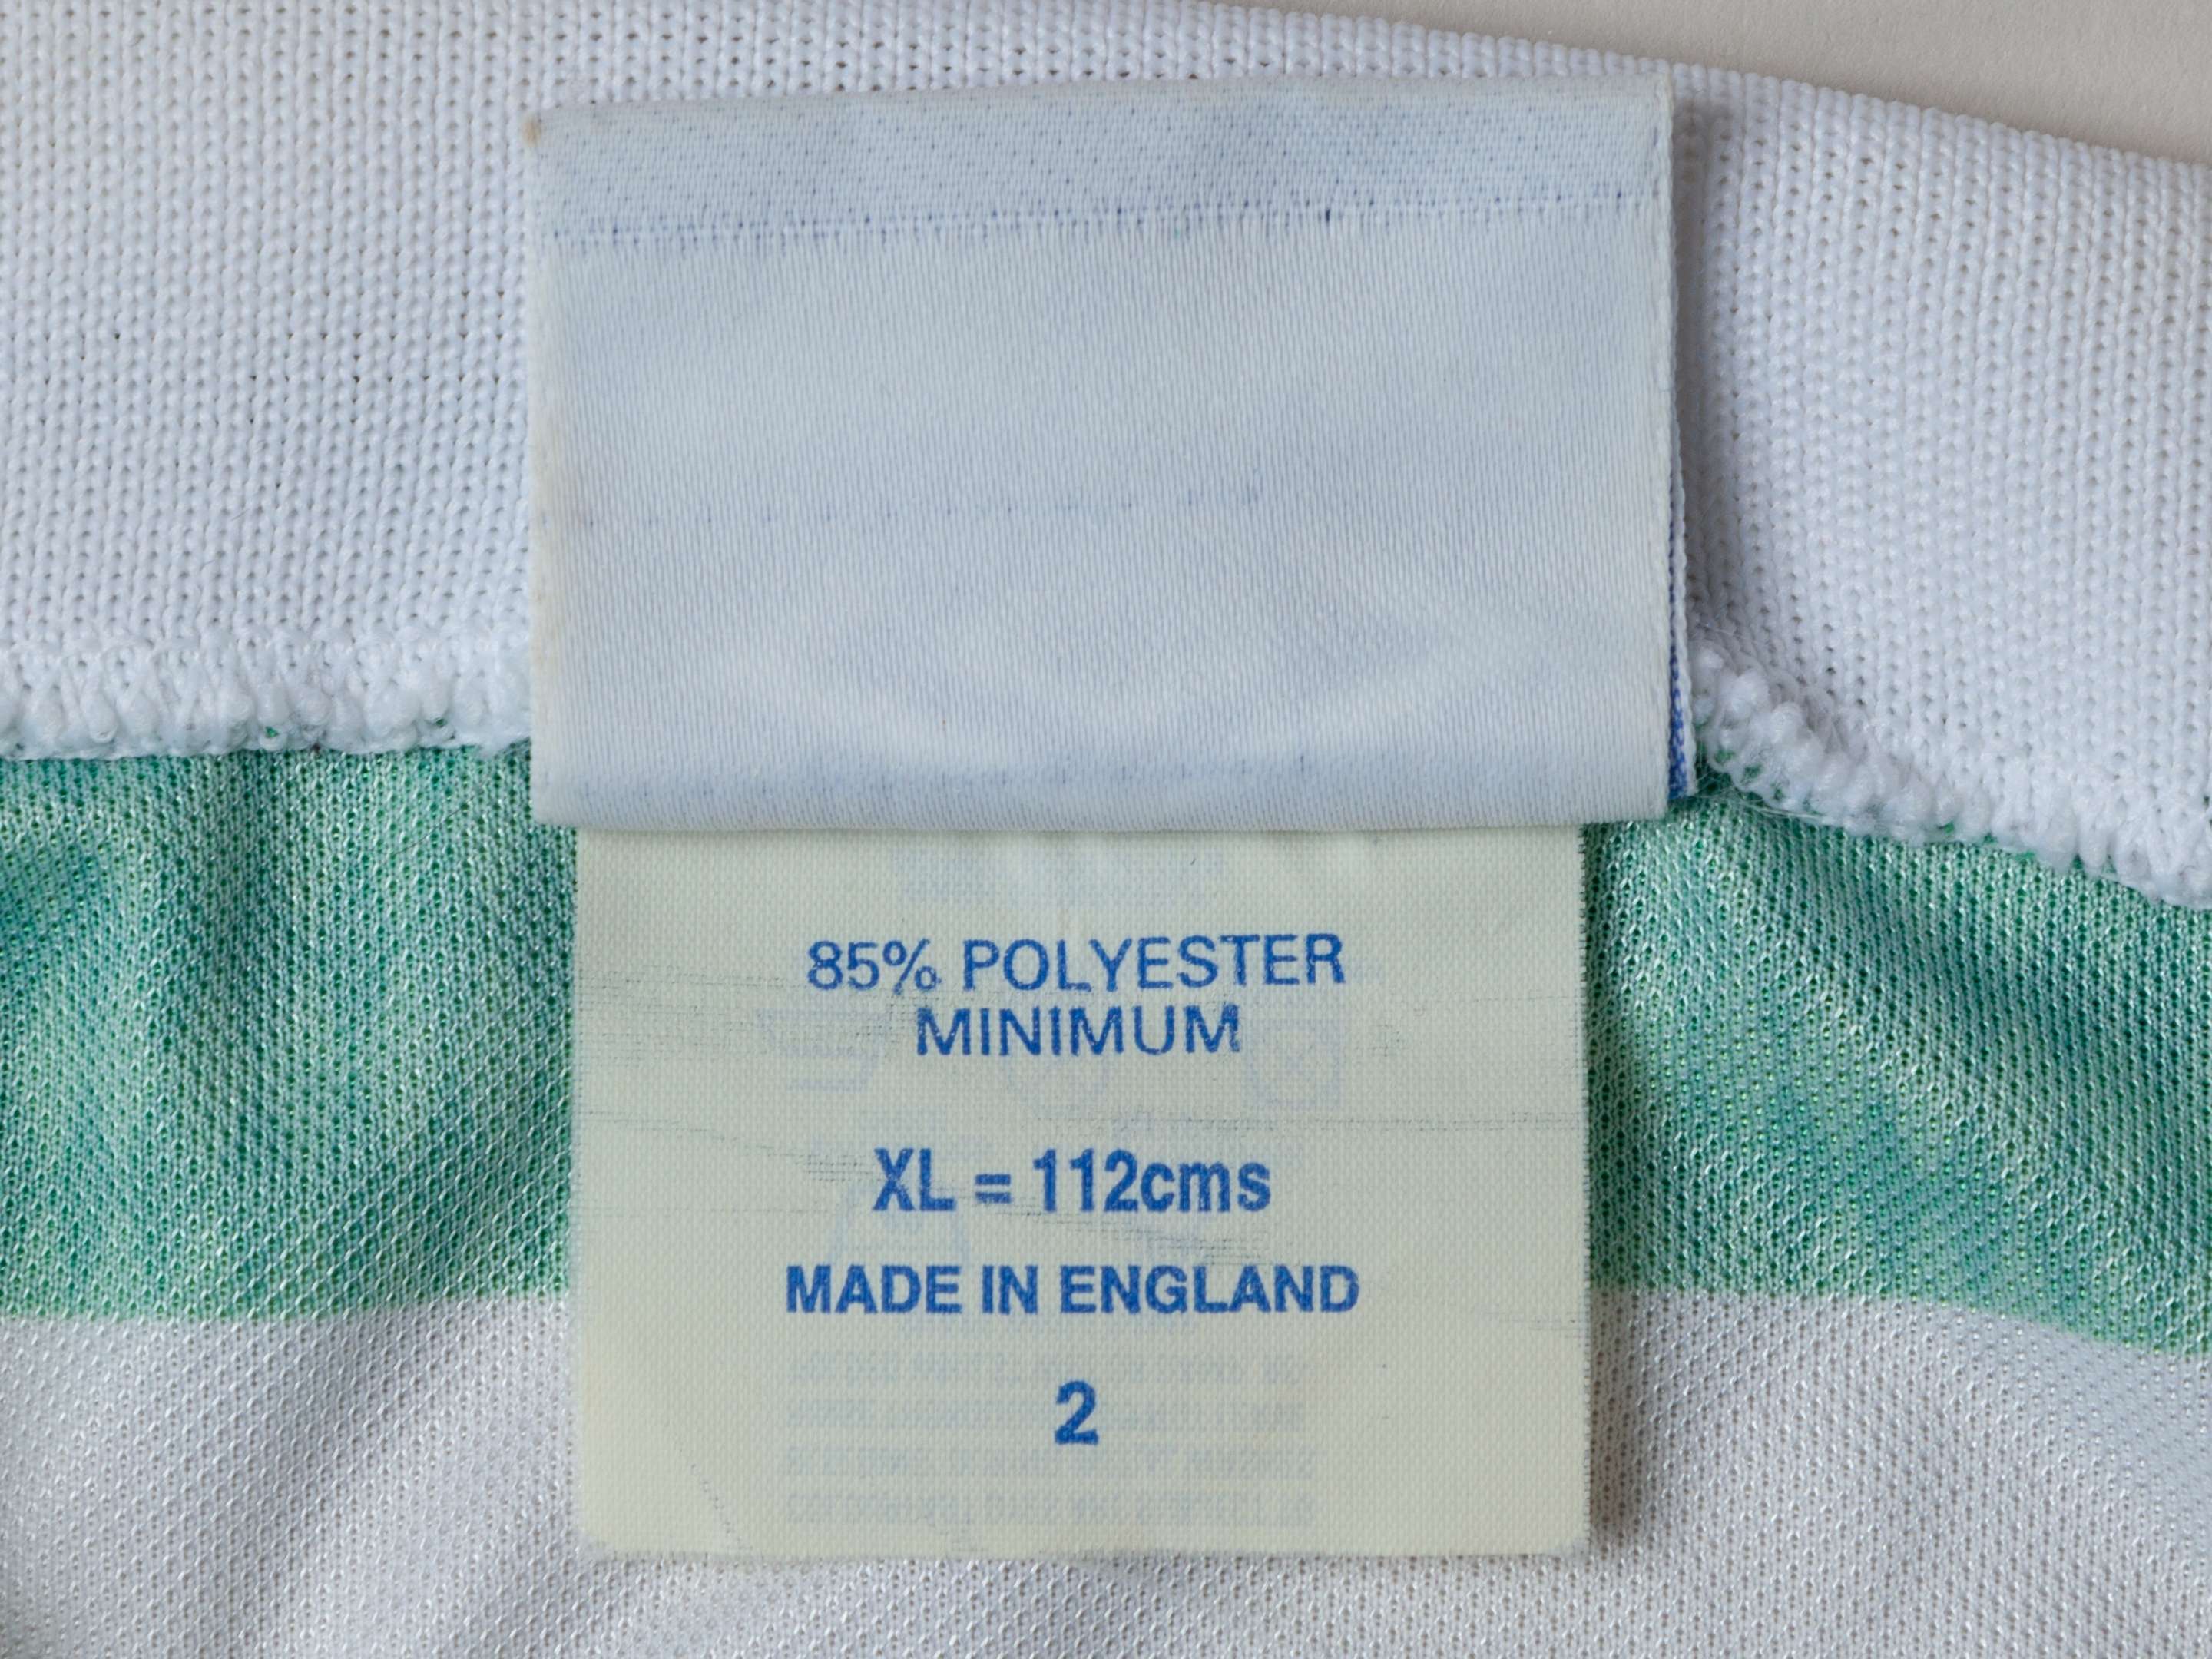 85% POLYESTER
MINIMUM
XL = 112cms
MADE IN ENGLAND
2